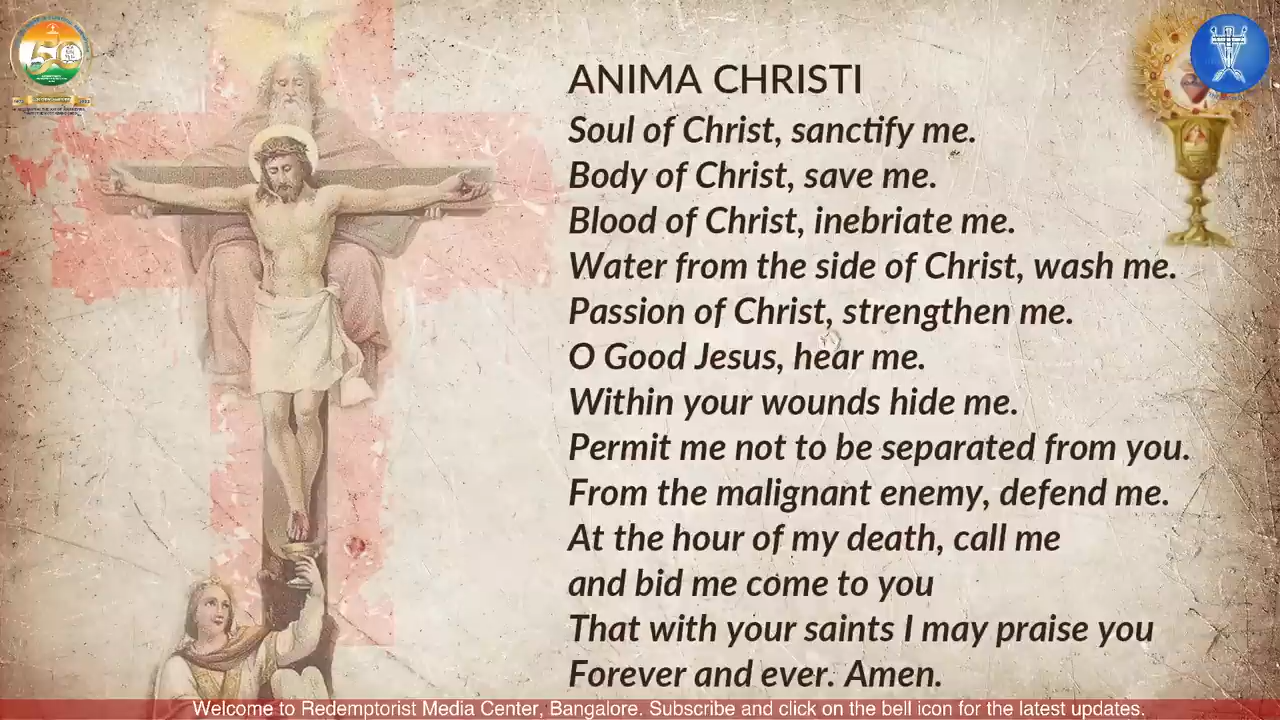 50
ANIMA CHRISTI
Soul of Christ, sanctify me.
Body of Christ, save me.
Blood of Christ, inebriate me.
Water from the side of Christ, wash me.
Passion of Christ, strengthen me.
O Good Jesus, hear me.
Within your wounds hide me.
Permit me not to be separated from you.
From the malignant enemy, defend me.
At the hour of my death, call me
and bid me come to you
That with your saints I may praise you
Forever and ever. Amen.
Welcome to Redemptorist Media Center, Bangalore. Subscribe and click on the bell icon for the latest updates.